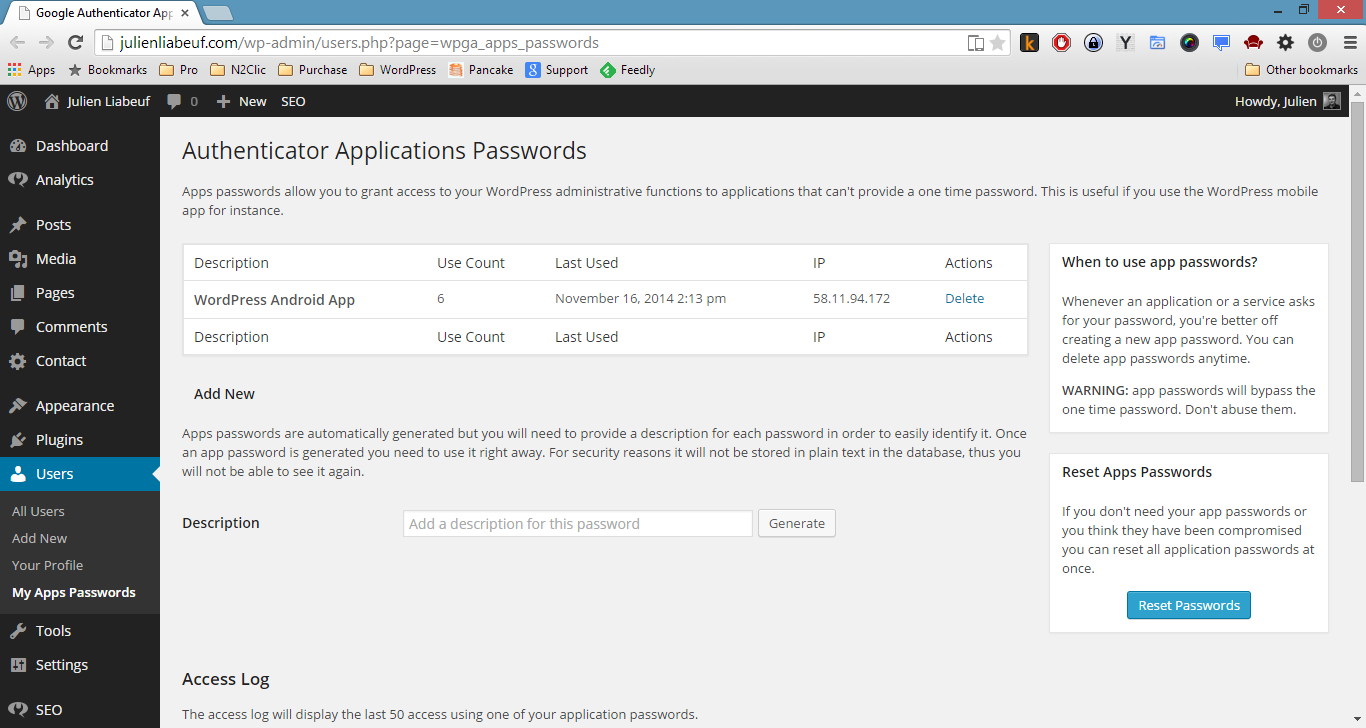 Google Authenticator App
julienliabeuf.com/wp-admin/users.php?page=wpga_apps_passwords
Apps Bookmarks Pro N2Clic Purchase WordPress Pancake Support Feedly Other bookmarks
Julien Liabeuf 0 New SEO Howdy, Julien
Dashboard
Analytics
Posts
Media
Pages
Comments
Contact
Appearance
Plugins
Users
All Users
Add New
Your Profile
My Apps Passwords
Tools
Settings
SEO
Authenticator Applications Passwords
Apps passwords allow you to grant access to your WordPress administrative functions to applications that can't provide a one time password. This is useful if you use the WordPress mobile
app for instance.
Description Use Count Last Used IP Actions
WordPress Android App 6 November 16, 2014 2:13 pm 58.11.94.172 Delete
Description Use Count Last Used IP Actions
Add New
Apps passwords are automatically generated but you will need to provide a description for each password in order to easily identify it. Once
an app password is generated you need to use it right away. For security reasons it will not be stored in plain text in the database, thus you
will not be able to see it again.
Description Add a description for this password Generate
Access Log
The access log will display the last 50 access using one of your application passwords.
When to use app passwords?
Whenever an application or a service asks
for your password, you're better off
creating a new app password. You can
delete app passwords anytime.
WARNING: app passwords will bypass the
one time password. Don't abuse them.
Reset Apps Passwords
If you don't need your app passwords or
you think they have been compromised
you can reset all application passwords at
once.
Reset Passwords